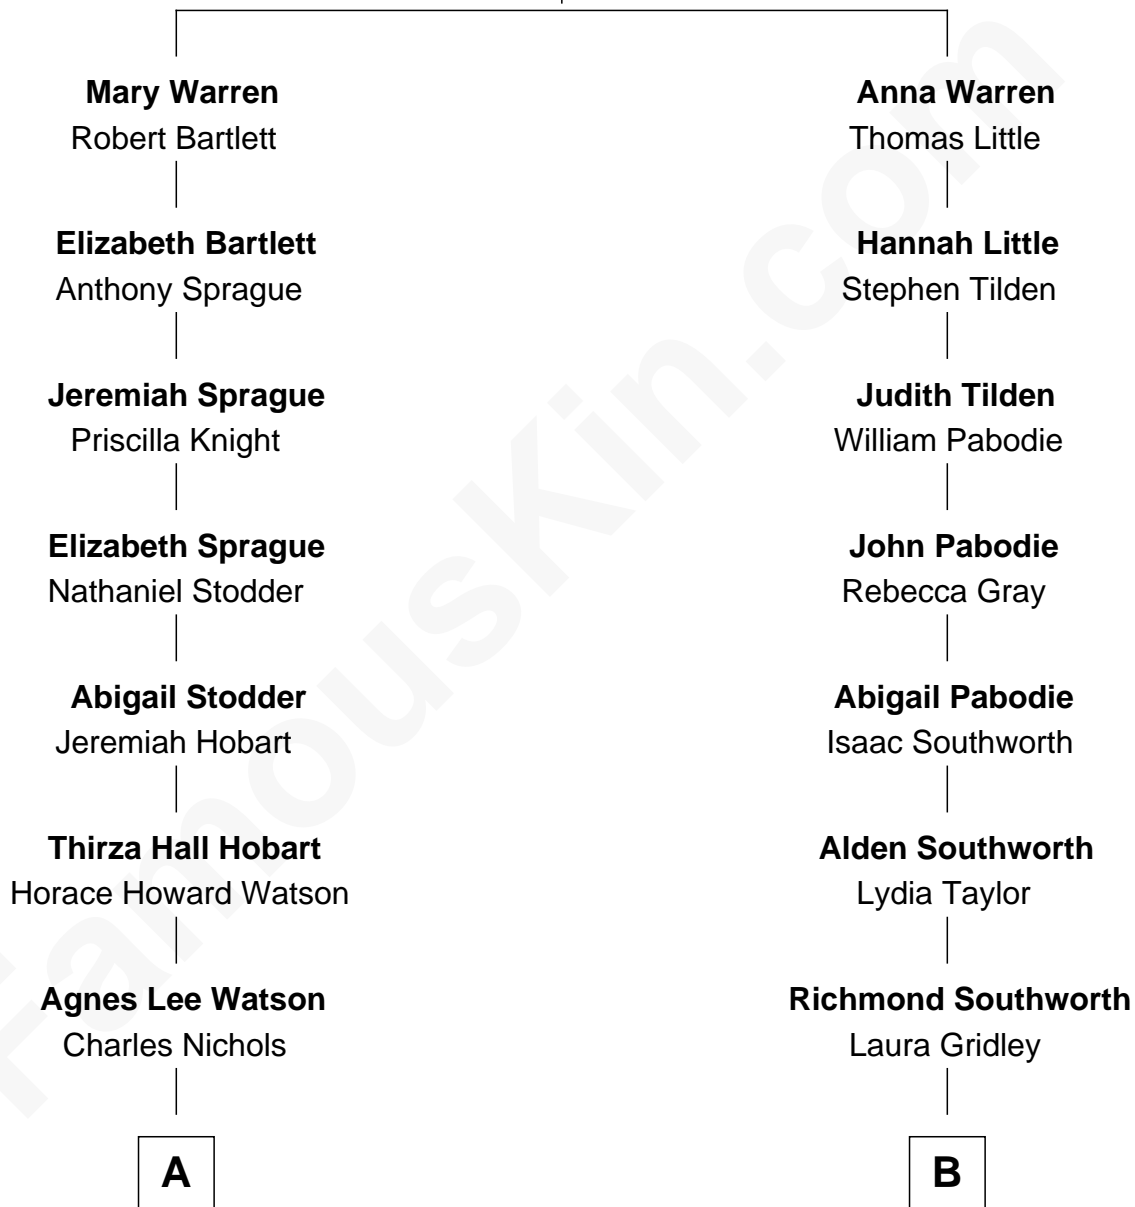 Mary Warren
Robert Bartlett
Elizabeth Bartlett
Anthony Sprague
Jeremiah Sprague
Priscilla Knight
Elizabeth Sprague
Nathaniel Stodder
Abigail Stodder
Jeremiah Hobart
Thirza Hall Hobart
Horace Howard Watson
Agnes Lee Watson
Charles Nichols
A
Anna Warren
Thomas Little
Hannah Little
Stephen Tilden
Judith Tilden
William Pabodie
John Pabodie
Rebecca Gray
Abigail Pabodie
Isaac Southworth
Alden Southworth
Lydia Taylor
Richmond Southworth
Laura Gridley
B
FamousKin.com